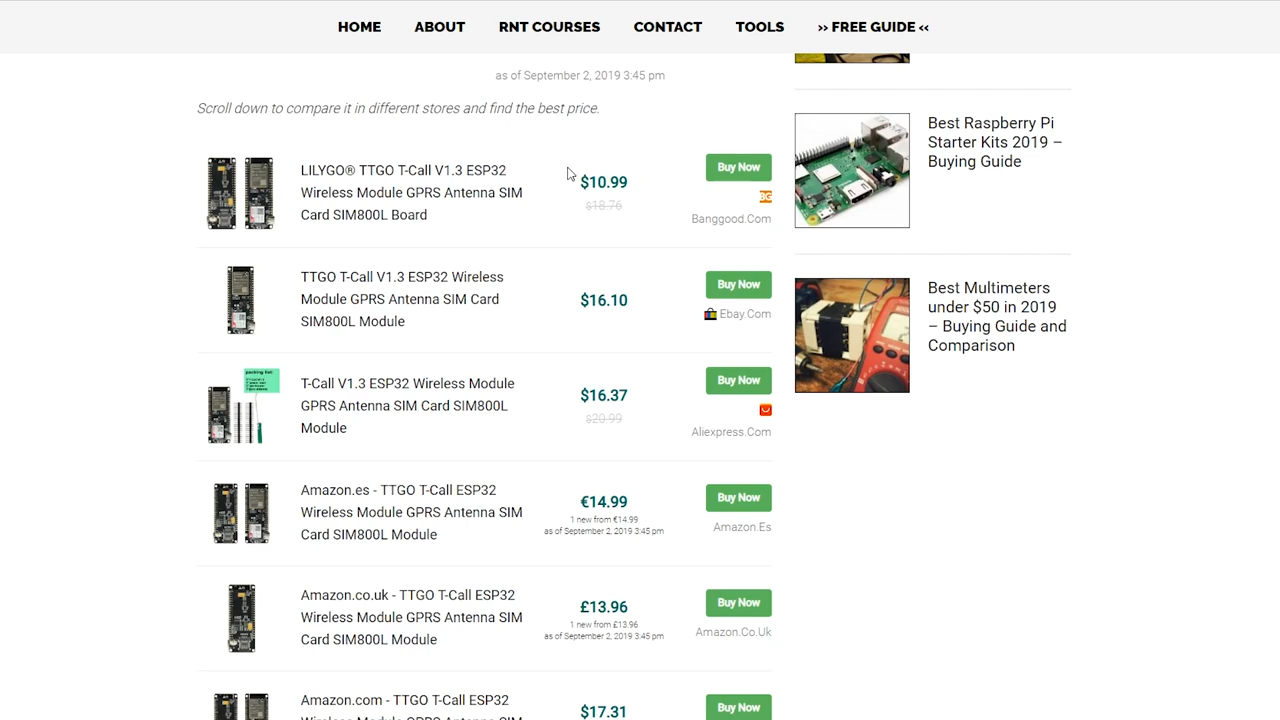 HOME ABOUT RNT COURSES CONTACT TOOLS ›› FREE GUIDE ‹‹
as of September 2, 2019 3:45 pm
Scroll down to compare it in different stores and find the best price.
LILYGO® TTGO T-Call V1.3 ESP32
Wireless Module GPRS Antenna SIM
Card SIM800L Board
$10.99
$18.76
Buy Now
BG
Banggood.Com
TTGO T-Call V1.3 ESP32 Wireless
Module GPRS Antenna SIM Card
SIM800L Module
$16.10
Buy Now
Ebay.Com
packing list:
T-Call V1.3 ESP32 Wireless Module
GPRS Antenna SIM Card SIM800L
Module
$16.37
$20.99
Buy Now
Aliexpress.Com
Amazon.es - TTGO T-Call ESP32
Wireless Module GPRS Antenna SIM
Card SIM800L Module
€14.99
1 new from €14.99
as of September 2, 2019 3:45 pm
Buy Now
Amazon.Es
Amazon.co.uk - TTGO T-Call ESP32
Wireless Module GPRS Antenna SIM
Card SIM800L Module
£13.96
1 new from £13.96
as of September 2, 2019 3:45 pm
Buy Now
Amazon.Co.Uk
Amazon.com - TTGO T-Call ESP32
Wireless Module GPRS Antenna SIM
$17.31
Buy Now
Best Raspberry Pi
Starter Kits 2019 –
Buying Guide
Best Multimeters
under $50 in 2019
– Buying Guide and
Comparison